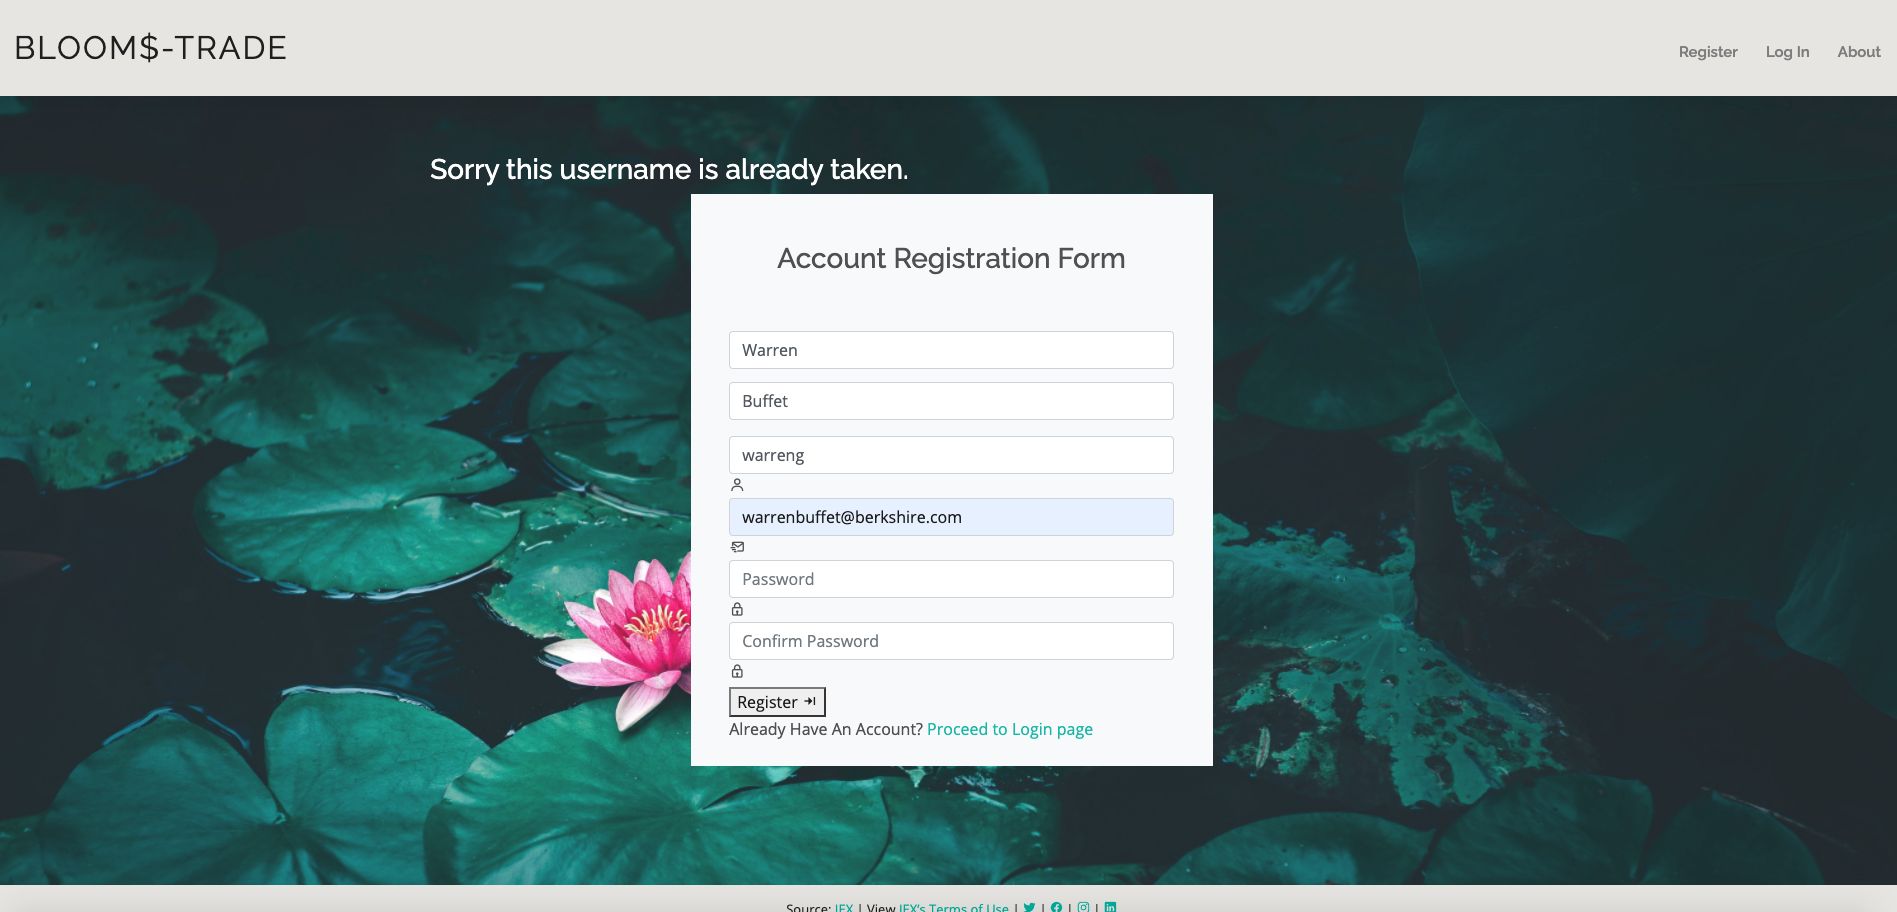 BLOOM$-TRADE
Register Log In About
Sorry this username is already taken.
Account Registration Form
Warren
Buffet
warreng
warrenbuffet@berkshire.com
Password
Confirm Password
Register
Already Have An Account? Proceed to Login page
Source: IEX | View IEX's Terms of Use | | | |